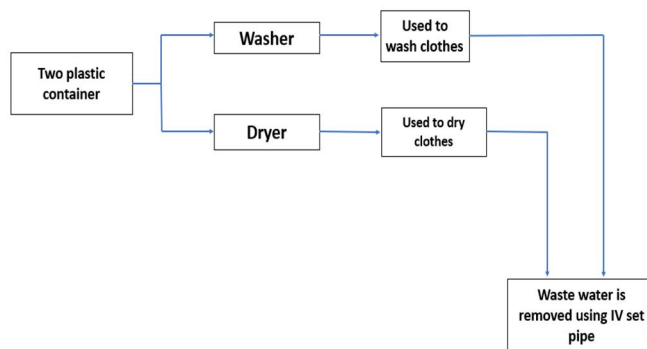 Two plastic
container
Washer
Used to
wash clothes
Dryer
Used to dry
clothes
Waste water is
removed using IV set
pipe